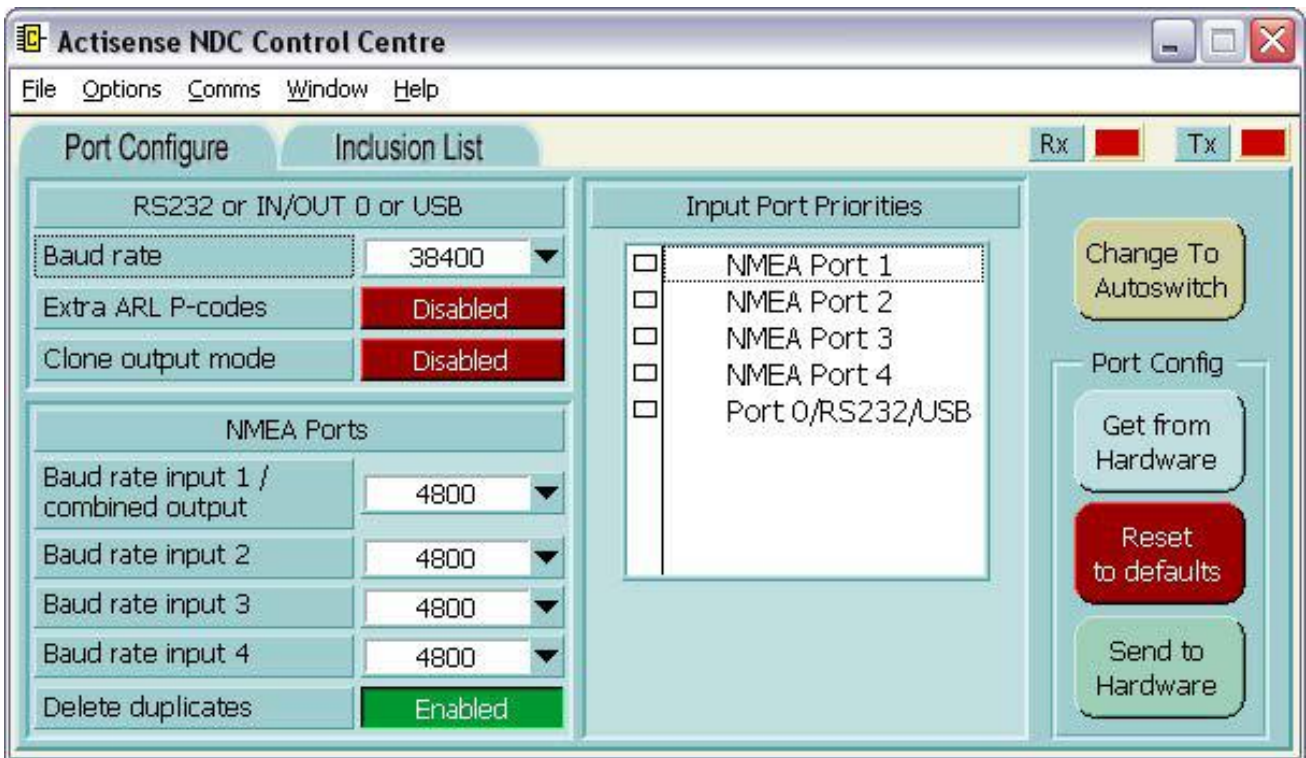 Actisense NDC Control Centre
File Options Comms Window Help
Port Configure Inclusion List Rx Tx
RS232 or IN/OUT 0 or USB
Baud rate 38400
Extra ARL P-codes Disabled
Clone output mode Disabled
NMEA Ports
Baud rate input 1 /
combined output 4800
Baud rate input 2 4800
Baud rate input 3 4800
Baud rate input 4 4800
Delete duplicates Enabled
Input Port Priorities
NMEA Port 1
NMEA Port 2
NMEA Port 3
NMEA Port 4
Port 0/RS232/USB
Change To
Autoswitch
Port Config
Get from
Hardware
Reset
to defaults
Send to
Hardware